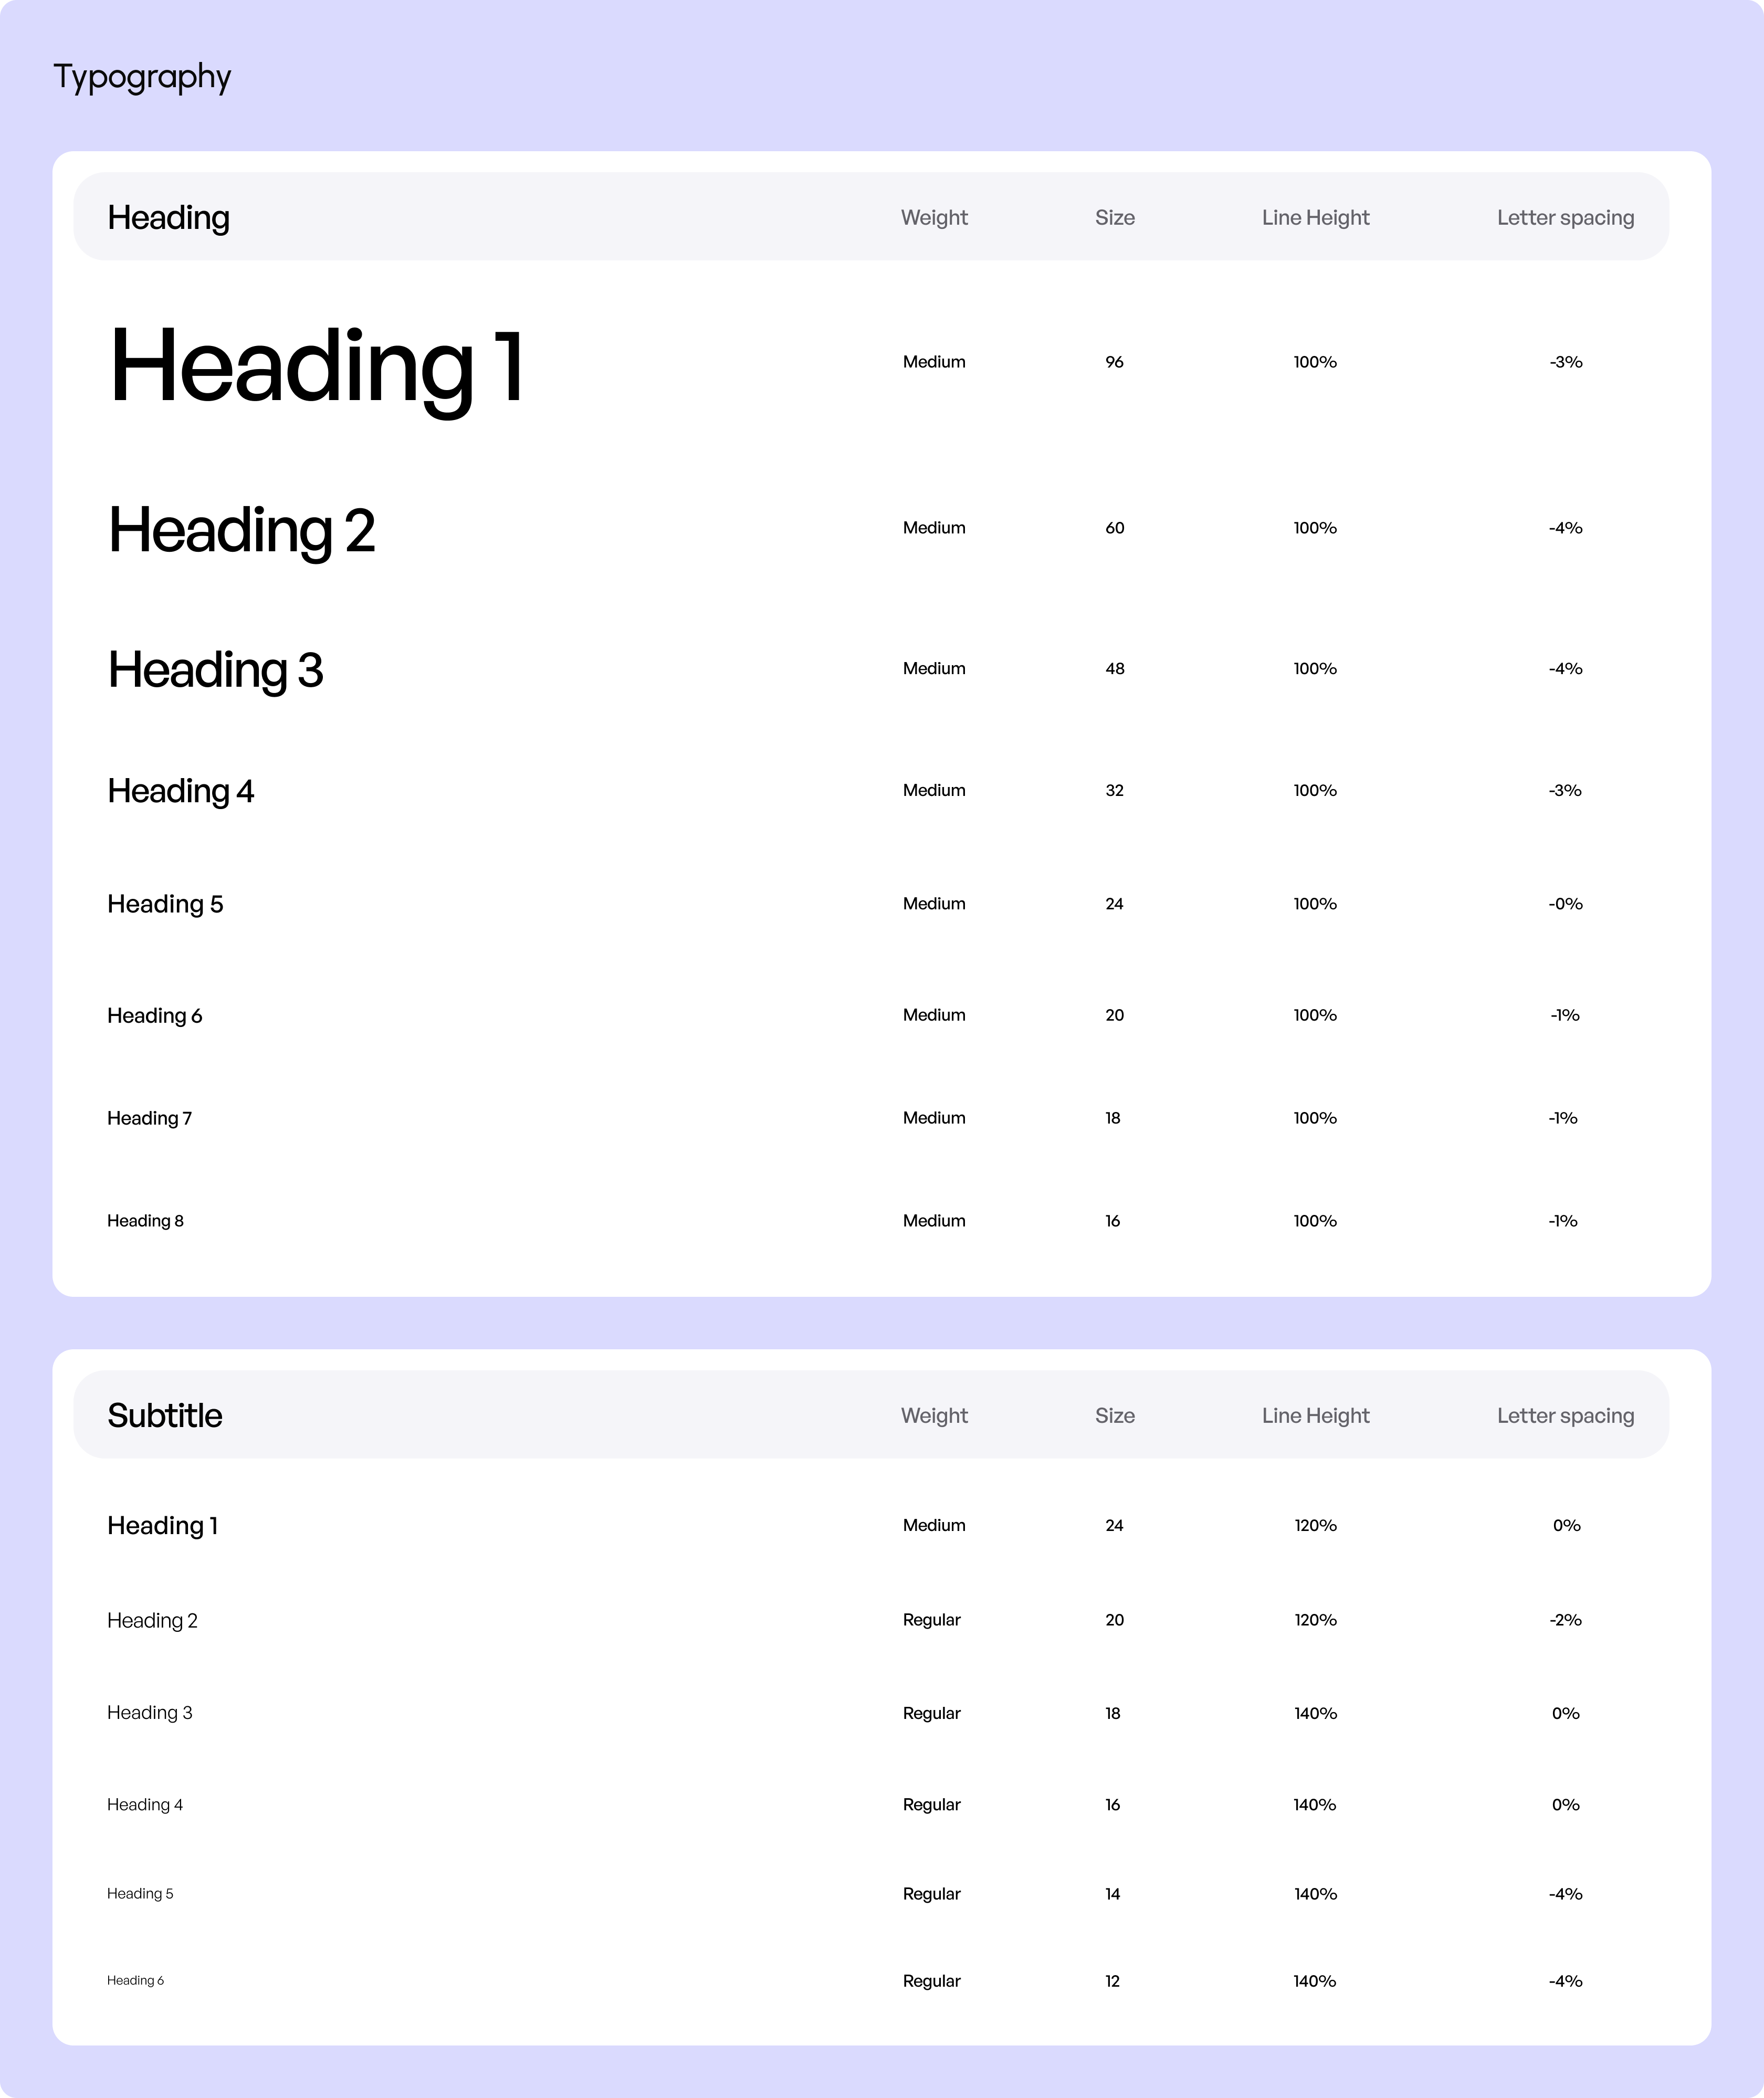 Typography
Heading Weight Size Line Height Letter spacing
Heading 1 Medium 96 100% -3%
Heading 2 Medium 60 100% -4%
Heading 3 Medium 48 100% -4%
Heading 4 Medium 32 100% -3%
Heading 5 Medium 24 100% -0%
Heading 6 Medium 20 100% -1%
Heading 7 Medium 18 100% -1%
Heading 8 Medium 16 100% -1%
Subtitle Weight Size Line Height Letter spacing
Heading 1 Medium 24 120% 0%
Heading 2 Regular 20 120% -2%
Heading 3 Regular 18 140% 0%
Heading 4 Regular 16 140% 0%
Heading 5 Regular 14 140% -4%
Heading 6 Regular 12 140% -4%